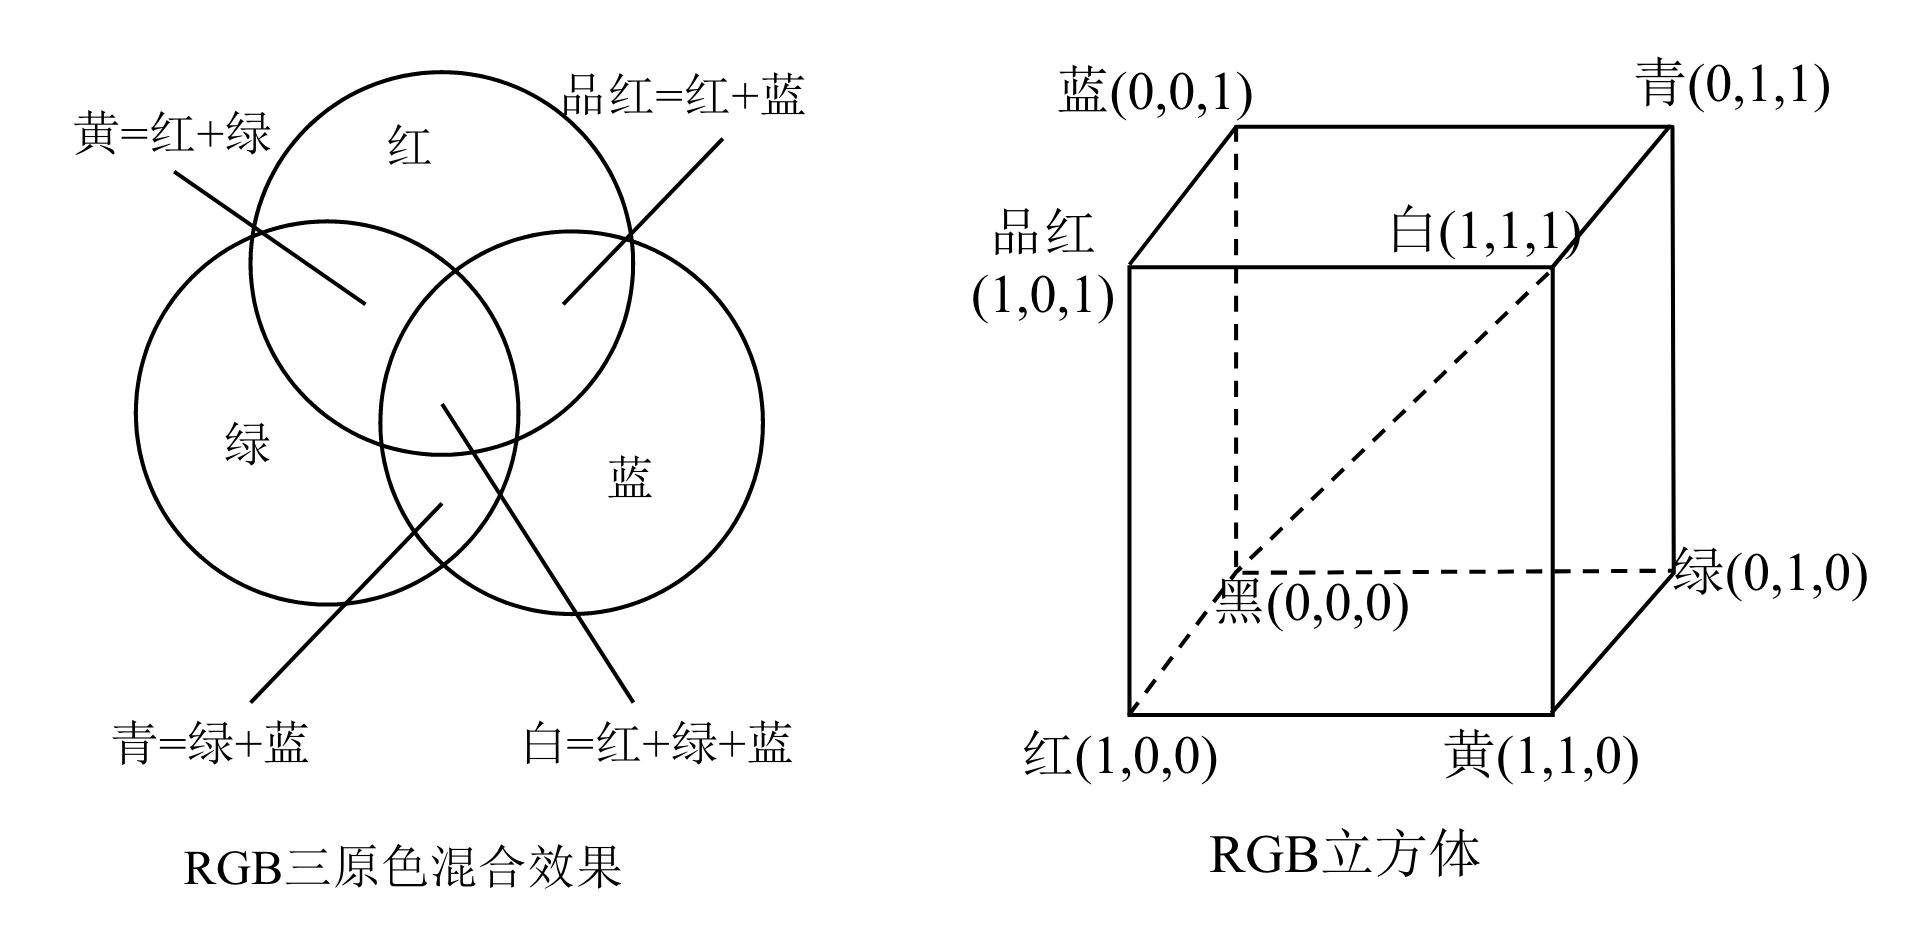 黄=红+绿
品红=红+蓝
红
绿
蓝
青=绿+蓝
白=红+绿+蓝
RGB三原色混合效果
蓝(0,0,1)
青(0,1,1)
品红
(1,0,1)
白(1,1,1)
黑(0,0,0)
绿(0,1,0)
红(1,0,0)
黄(1,1,0)
RGB立方体